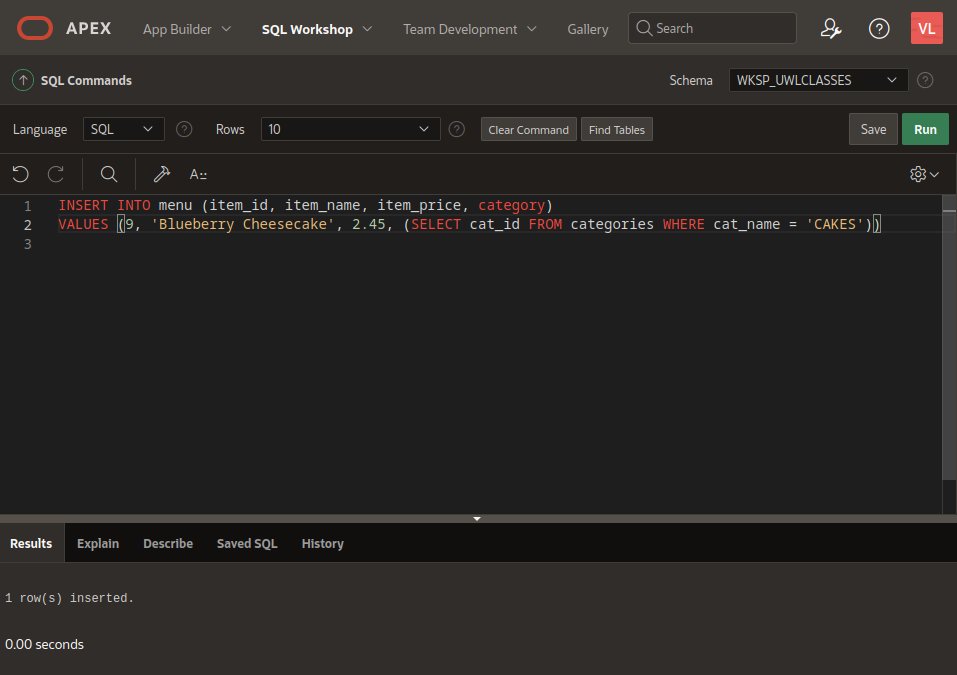 APEX App Builder SQL Workshop Team Development Gallery Search VL
SQL Commands Schema WKSP_UWLCLASSES
Language SQL Rows 10 Clear Command Find Tables Save Run
A::
1 INSERT INTO menu (item_id, item_name, item_price, category)
2 VALUES (9, 'Blueberry Cheesecake', 2.45, (SELECT cat_id FROM categories WHERE cat_name = 'CAKES'))
3
Results Explain Describe Saved SQL History
1 row(s) inserted.
0.00 seconds